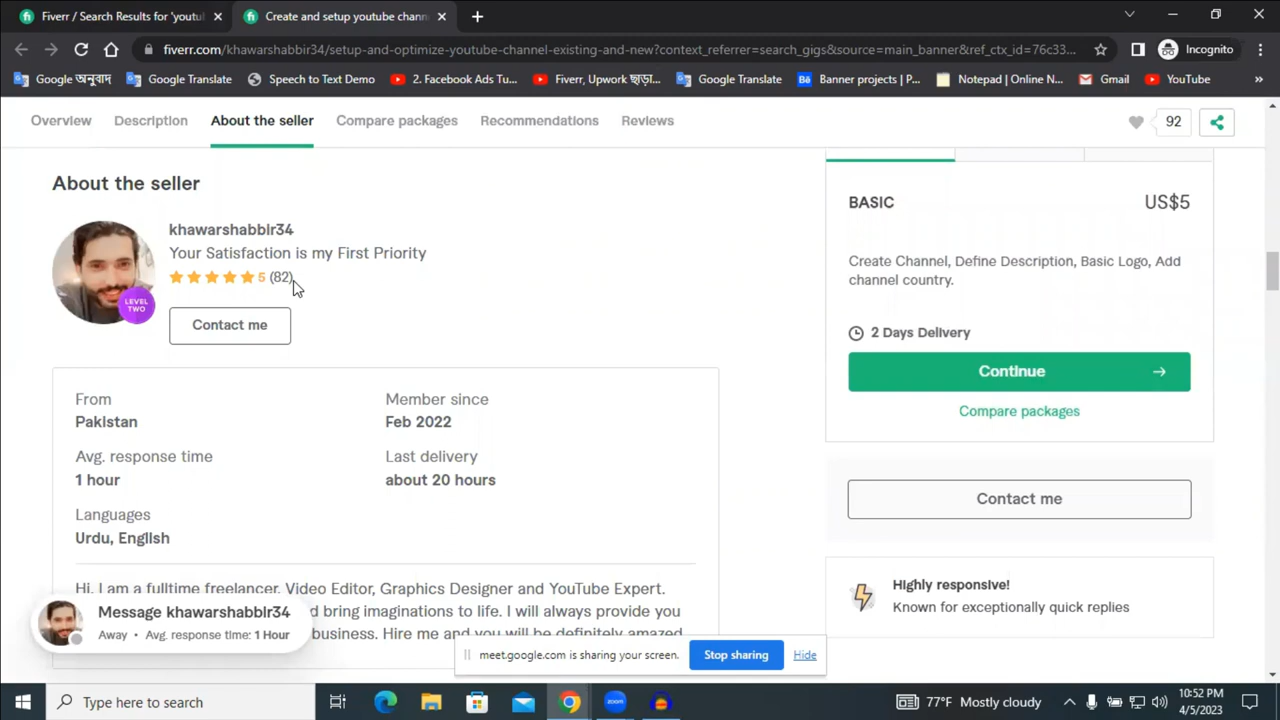 Fiverr / Search Results for 'youtu
Create and setup youtube chann
fiverr.com/khawarshabbir34/setup-and-optimize-youtube-channel-existing-and-new?context_referrer=search_gigs&source=main_banner&ref_ctx_id=76c33...
Incognito
Google অনুবাদ
Google Translate
Speech to Text Demo
2. Facebook Ads Tu...
Fiverr, Upwork ছাড়া...
Google Translate
Banner projects | P...
Notepad | Online N...
Gmail
YouTube
»
Overview
Description
About the seller
Compare packages
Recommendations
Reviews
92
About the seller
khawarshabbir34
Your Satisfaction is my First Priority
5 (82)
LEVEL
TWO
Contact me
From
Pakistan
Member since
Feb 2022
Avg. response time
1 hour
Last delivery
about 20 hours
Languages
Urdu, English
Hi, I am a fulltime freelancer, Video Editor, Graphics Designer and YouTube Expert.
d bring imaginations to life. I will always provide you
business. Hire me and you will be definitely amazed
Message khawarshabbir34
Away • Avg. response time: 1 Hour
BASIC
US$5
Create Channel, Define Description, Basic Logo, Add
channel country.
2 Days Delivery
Continue
Compare packages
Contact me
Highly responsive!
Known for exceptionally quick replies
meet.google.com is sharing your screen.
Stop sharing
Hide
Type here to search
zoom
77°F Mostly cloudy
10:52 PM
4/5/2023